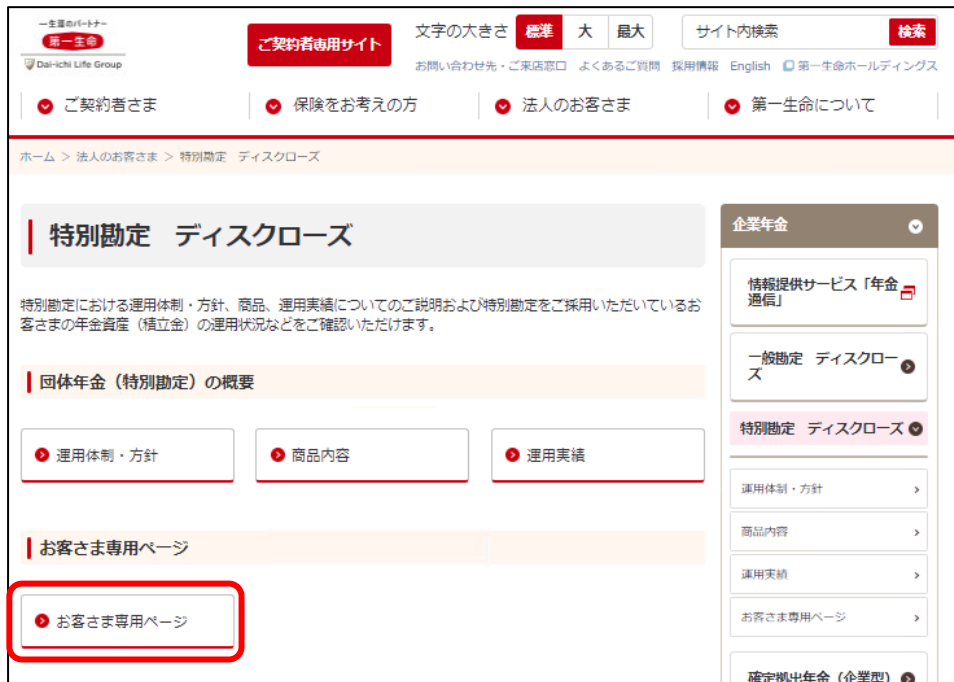 一生涯のパートナー
第一生命
Dai-ichi Life Group
ご契約者専用サイト
文字の大きさ 標準 大 最大
サイト内検索 検索
お問い合わせ先・ご来店窓口 よくあるご質問 採用情報 English 第一生命ホールディングス
ご契約者さま 保険をお考えの方 法人のお客さま 第一生命について
ホーム > 法人のお客さま > 特別勘定 ディスクローズ
特別勘定 ディスクローズ
特別勘定における運用体制・方針、商品、運用実績についてのご説明および特別勘定をご採用いただいているお
客さまの年金資産（積立金）の運用状況などをご確認いただけます。
団体年金（特別勘定）の概要
運用体制・方針 商品内容 運用実績
お客さま専用ページ
お客さま専用ページ
企業年金
情報提供サービス「年金
通信」
一般勘定 ディスクロー
ズ
特別勘定 ディスクローズ
運用体制・方針
商品内容
運用実績
お客さま専用ページ
確定拠出年金（企業型）